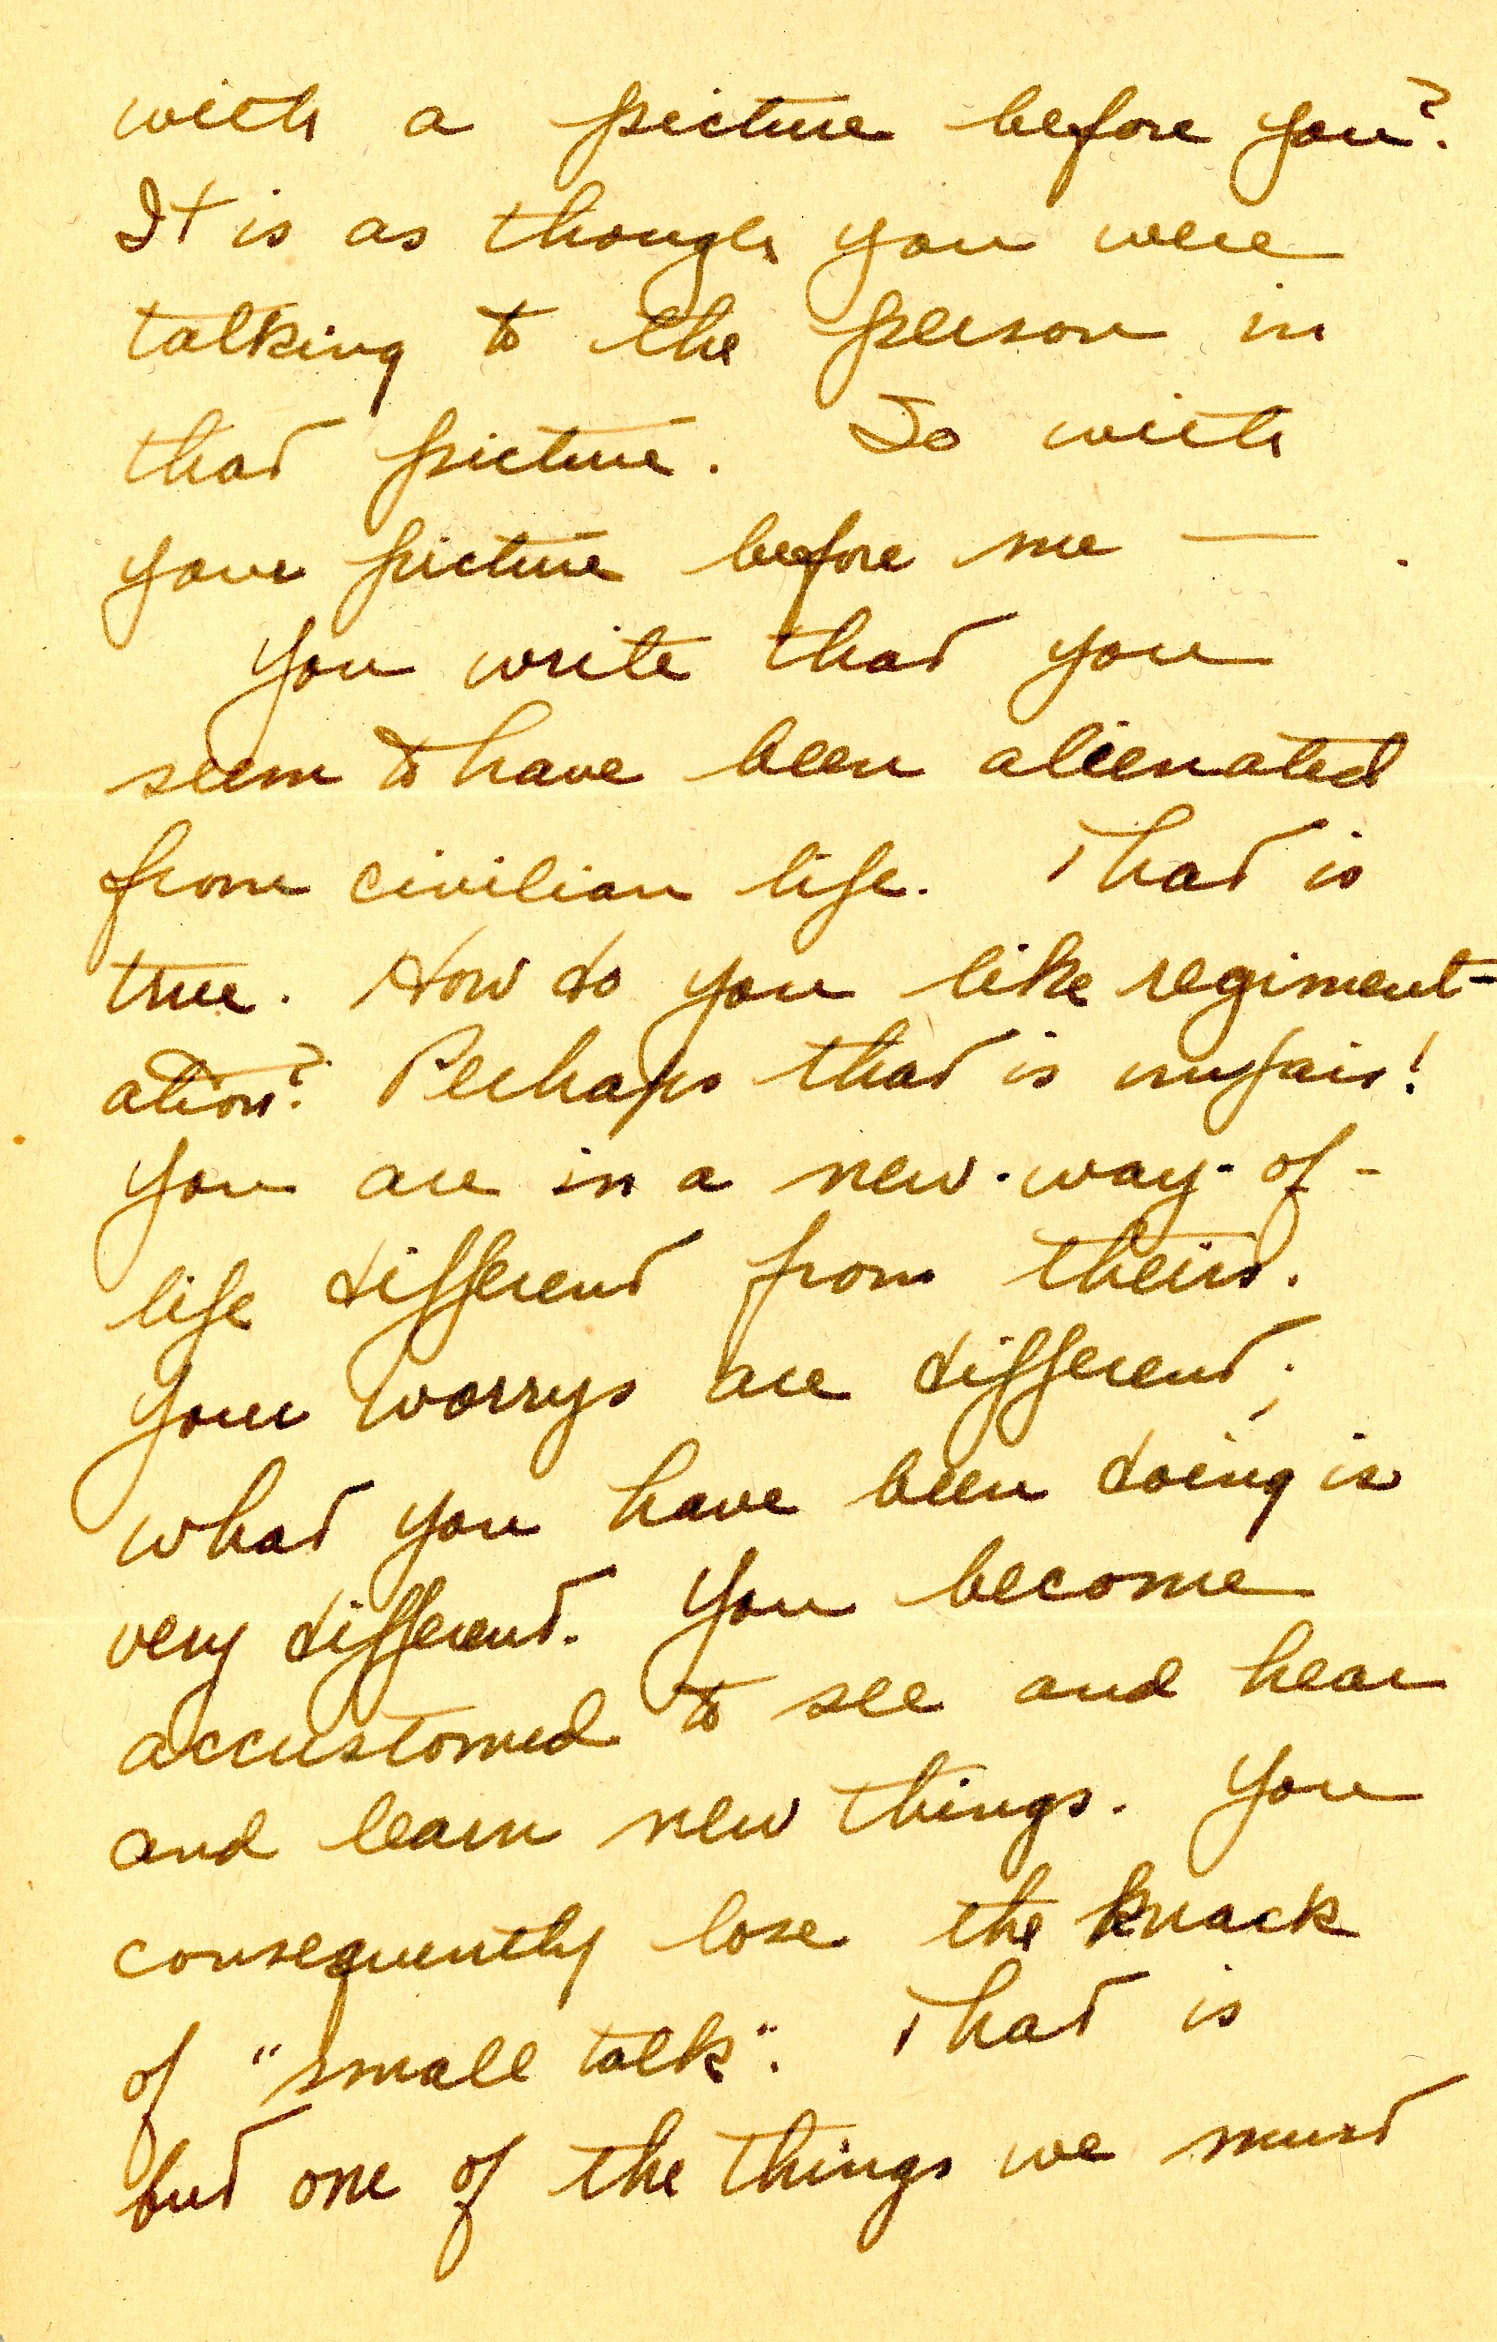 with a picture before you?
It is as though you were
talking to the person in
that picture. So with
your picture before me —
You write that you
seem to have been alienated
from civilian life. That is
true. How do you like regiment-
ation? Perhaps that is unfair!
You are in a new-way-of-
life different from theirs.
Your worrys are different;
what you have been doing is
very different. You become
accustomed to see and hear
and learn new things. You
consequently lose the knack
of "small talk". That is
but one of the things we must